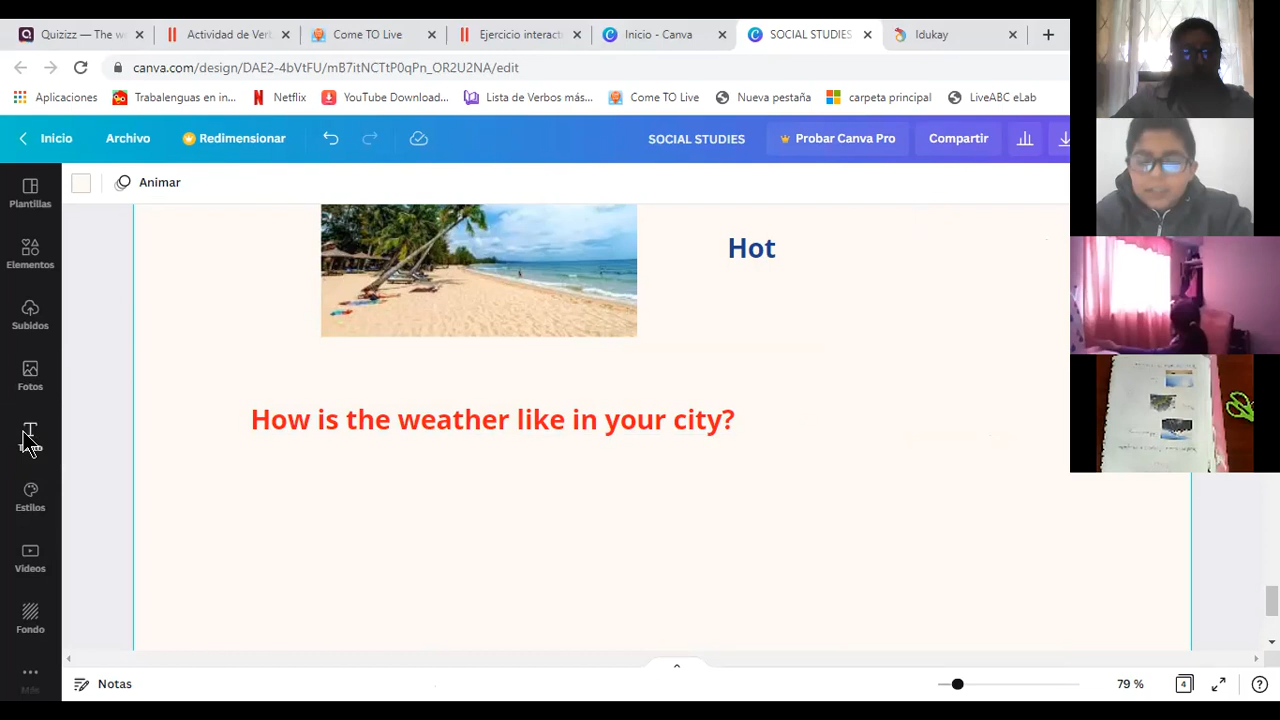 Quizizz — The w
Actividad de Verl
Come TO Live
Ejercicio interact
Inicio - Canva
SOCIAL STUDIES
Idukay
canva.com/design/DAE2-4bVtFU/mB7itNCTtP0qPn_OR2U2NA/edit
Aplicaciones
Trabalenguas en in...
Netflix
YouTube Download...
Lista de Verbos más...
Come TO Live
Nueva pestaña
carpeta principal
LiveABC eLab
Inicio
Archivo
Redimensionar
SOCIAL STUDIES
Probar Canva Pro
Compartir
Animar
Plantillas
Elementos
Subidos
Fotos
Estilos
Videos
Fondo
Más
Hot
How is the weather like in your city?
Notas
79 %
4